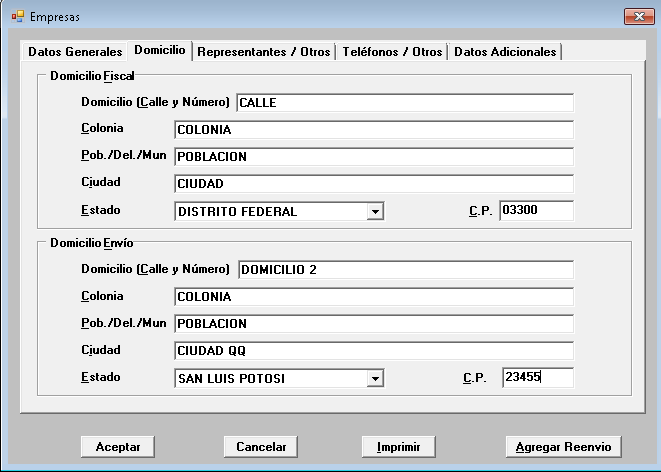 Empresas
Datos Generales Domicilio Representantes / Otros Teléfonos / Otros Datos Adicionales
Domicilio Fiscal
Domicilio (Calle y Número) CALLE
Colonia COLONIA
Pob./Del./Mun POBLACION
Ciudad CIUDAD
Estado DISTRITO FEDERAL C.P. 03300
Domicilio Envío
Domicilio (Calle y Número) DOMICILIO 2
Colonia COLONIA
Pob./Del./Mun POBLACION
Ciudad CIUDAD QQ
Estado SAN LUIS POTOSI C.P. 23455
Aceptar Cancelar Imprimir Agregar Reenvio